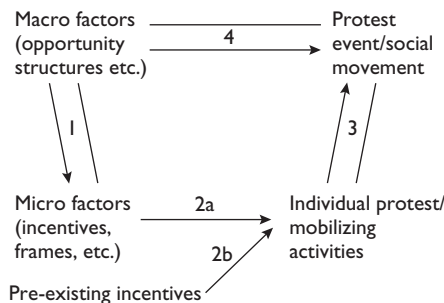 Macro factors
(opportunity
structures etc.)
4
Protest
event/social
movement
1
3
Micro factors
(incentives,
frames, etc.)
2a
2b
Individual protest/
mobilizing
activities
Pre-existing incentives